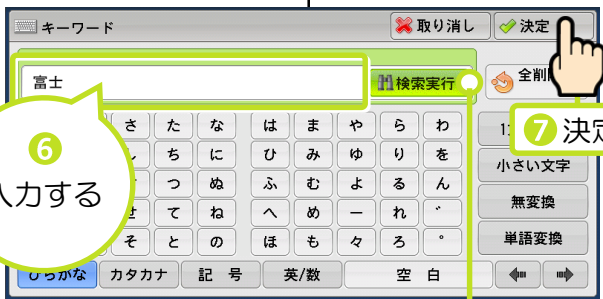 キーワード 取り消し 決定
富士 検索実行 全削
❼決定
❻
入力する
さ た な は ま や ら わ
ち に ひ み ゆ り を 小さい文字
つ ぬ ふ む よ る ん 無変換
て ね へ め ー れ ゛
そ と の ほ も 々 ろ ゜ 単語変換
ひらがな カタカナ 記 号 英/数 空 白